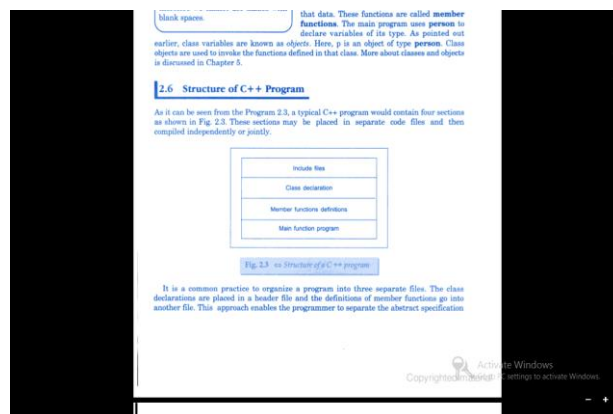 blank spaces.
that data. These functions are called member
functions. The main program uses person to
declare variables of its type. As pointed out
earlier, class variables are known as objects. Here, p is an object of type person. Class
objects are used to invoke the functions defined in that class. More about classes and objects
is discussed in Chapter 5.
2.6 Structure of C++ Program
As it can be seen from the Program 2.3, a typical C++ program would contain four sections
as shown in Fig. 2.3. These sections may be placed in separate code files and then
compiled independently or jointly.
Include files
Class declaration
Member functions definitions
Main function program
Fig. 2.3 Structure of a C ++ program
It is a common practice to organize a program into three separate files. The class
declarations are placed in a header file and the definitions of member functions go into
another file. This approach enables the programmer to separate the abstract specification
Activate Windows
Copyrighted
settings to activate Windows.